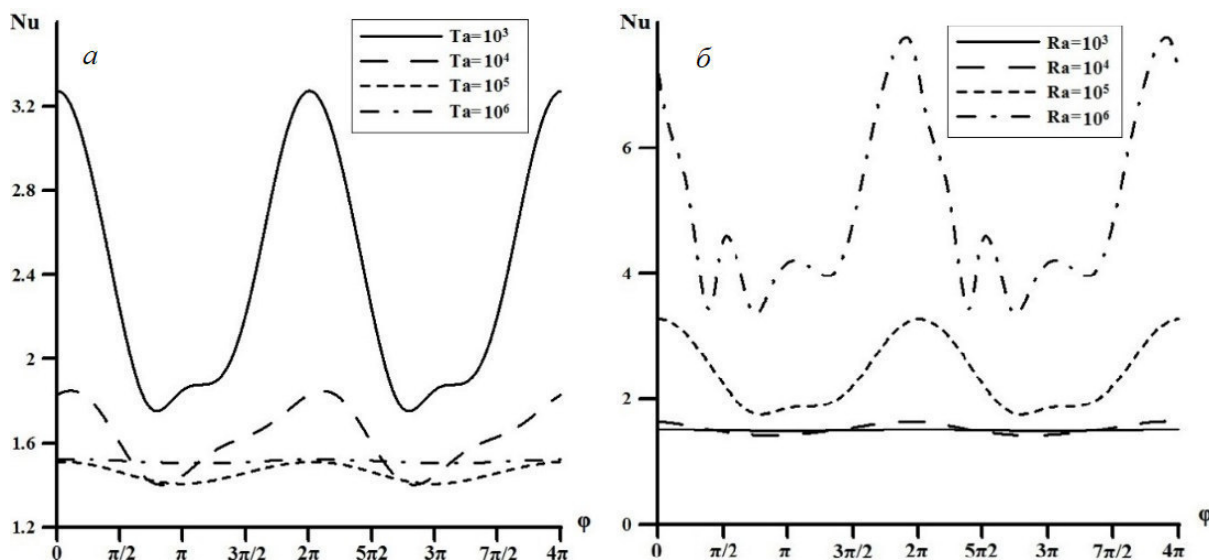 Nu
а
Ta=10³
Ta=10⁴
Ta=10⁵
Ta=10⁶
3.2
2.8
2.4
2
1.6
1.2
0
π/2
π
3π/2
2π
5π2
3π
7π/2
4π
φ
Nu
б
Ra=10³
Ra=10⁴
Ra=10⁵
Ra=10⁶
6
4
2
0
0
π/2
π
3π/2
2π
5π/2
3π
7π/2
4π
φ